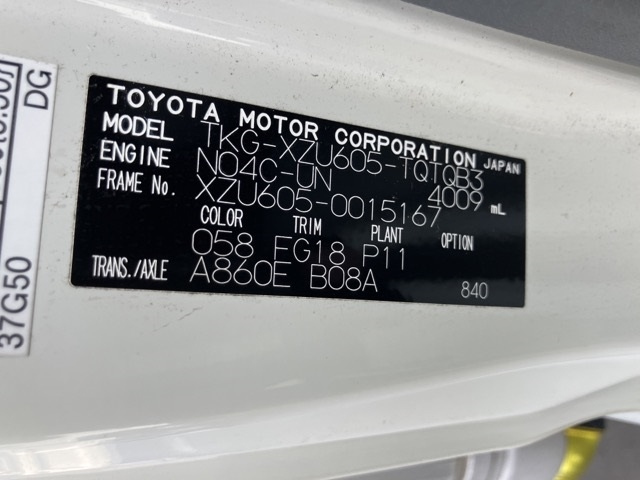 TOYOTA MOTOR CORPORATION JAPAN
MODEL TKG-XZU605-TQTQB3
ENGINE N04C-UN 4009 mL
FRAME No. XZU605-0015167
COLOR TRIM PLANT OPTION
058 FG18 P11
TRANS./AXLE A860E B08A 840
DG
37G50